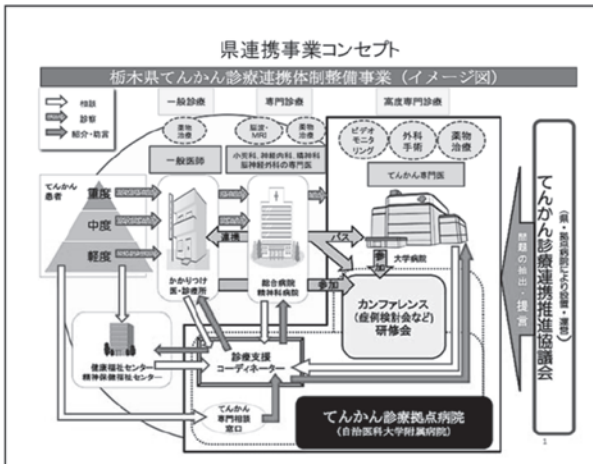 県連携事業コンセプト
栃木県てんかん診療連携体制整備事業（イメージ図）
相談
診察
紹介・助言
一般診療
専門診療
高度専門診療
薬物
治療
脳波・
MRI
薬物
治療
ビデオ
モニタ
リング
外科
手術
薬物
治療
一般医師
小児科、神経内科、精神科
脳神経外科の専門医
てんかん専門医
てんかん
患者
重度
中度
軽度
連携
パス
かかりつけ
医・診療所
総合病院
精神科病院
大学病院
参加
参加
カンファレンス
（症例検討会など）
研修会
健康福祉センター
精神保健福祉センター
診療支援
コーディネーター
てんかん
専門相談
窓口
てんかん診療拠点病院
（自治医科大学附属病院）
問題の抽出・提言
てんかん診療連携推進協議会
（県・拠点病院により設置・運営）
1